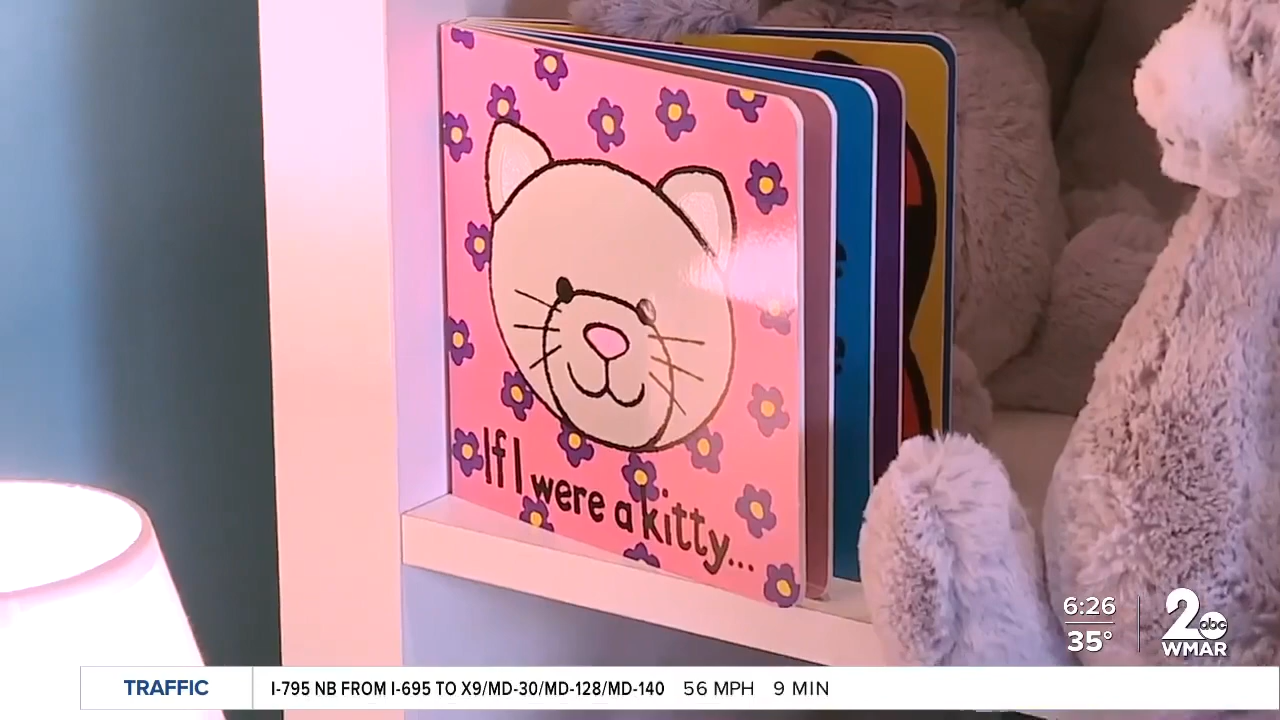 If I were a kitty...
6:26
35°
2 abc
WMAR
TRAFFIC I-795 NB FROM I-695 TO X9/MD-30/MD-128/MD-140 56 MPH 9 MIN